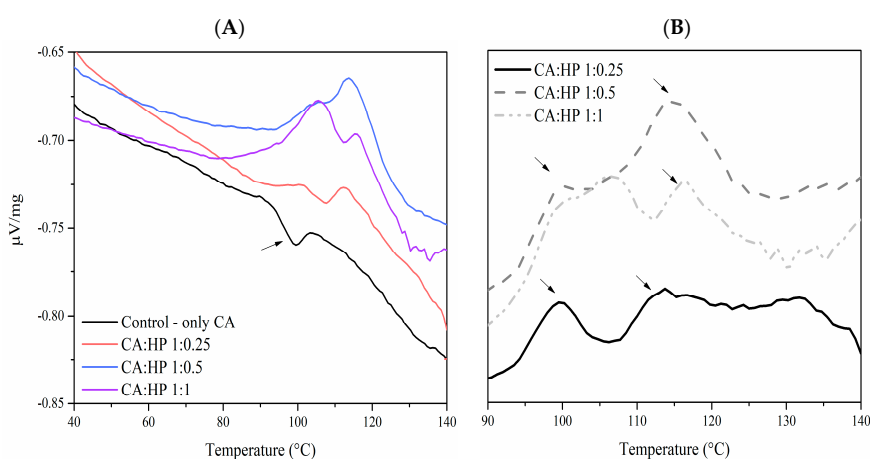 (A)
(B)
-0.65
-0.70
-0.75
-0.80
-0.85
μV/mg
Control - only CA
CA:HP 1:0.25
CA:HP 1:0.5
CA:HP 1:1
40 60 80 100 120 140
Temperature (°C)
CA:HP 1:0.25
CA:HP 1:0.5
CA:HP 1:1
90 100 110 120 130 140
Temperature (°C)